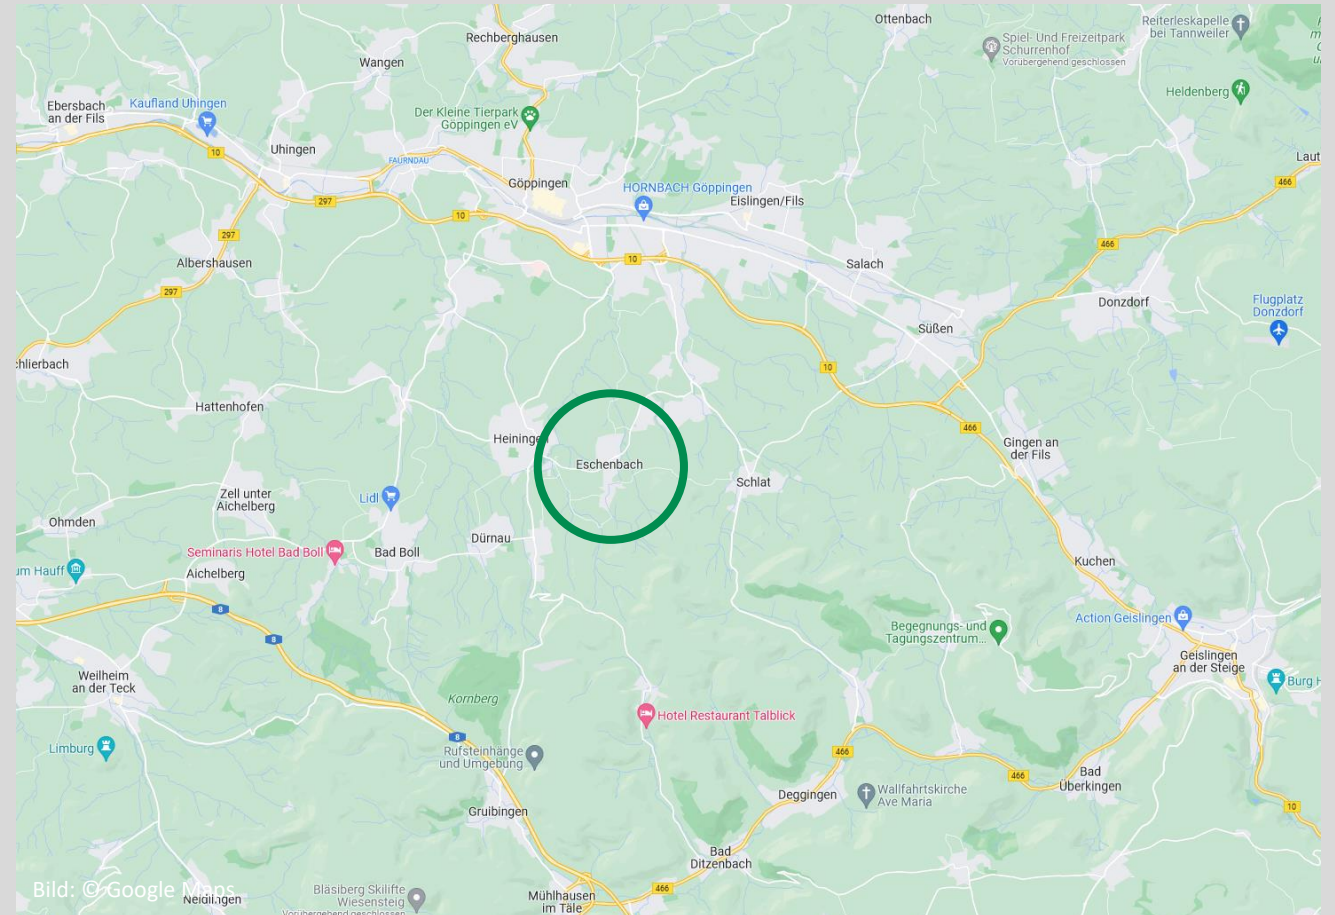 Ottenbach
Rechberghausen
Reiterleskapelle
bei Tannweiler
Spiel- Und Freizeitpark
Schurrenhof
Vorübergehend geschlossen
Wangen
Heldenberg
Ebersbach
an der Fils
Kaufland Uhingen
Der Kleine Tierpark
Göppingen eV
10
Uhingen
FAURNDAU
Laut
Göppingen
HORNBACH Göppingen
466
Eislingen/Fils
297
10
297
466
Albershausen
10
Salach
297
Donzdorf
Flugplatz
Donzdorf
Süßen
chlierbach
10
Hattenhofen
466
Heiningen
Gingen an
der Fils
Eschenbach
Schlat
Zell unter
Aichelberg
Lidl
Ohmden
Dürnau
Seminaris Hotel Bad Boll
Bad Boll
Kuchen
um Hauff
Aichelberg
8
Action Geislingen
Begegnungs- und
Tagungszentrum...
8
Geislingen
an der Steige
Weilheim
an der Teck
Burg H
Kornberg
Hotel Restaurant Talblick
8
Limburg
Rufsteinhänge
und Umgebung
466
466
Bad
Überkingen
Deggingen
Wallfahrtskirche
Ave Maria
10
Gruibingen
Bad
Ditzenbach
466
Bild: © Google Maps
Neidlingen
Bläsiberg Skilifte
Wiesensteig
Vorübergehend geschlossen
Mühlhausen
im Täle